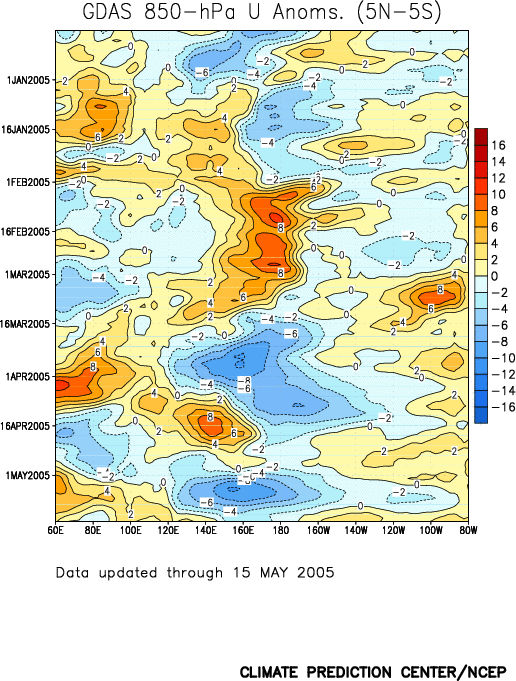 GDAS 850-hPa U Anoms. (5N-5S)
1JAN2005
16JAN2005
1FEB2005
16FEB2005
1MAR2005
16MAR2005
1APR2005
16APR2005
1MAY2005
60E 80E 100E 120E 140E 160E 180 160W 140W 120W 100W 80W
16
14
12
10
8
6
4
2
0
-2
-4
-6
-8
-10
-12
-14
-16
Data updated through 15 MAY 2005
CLIMATE PREDICTION CENTER/NCEP